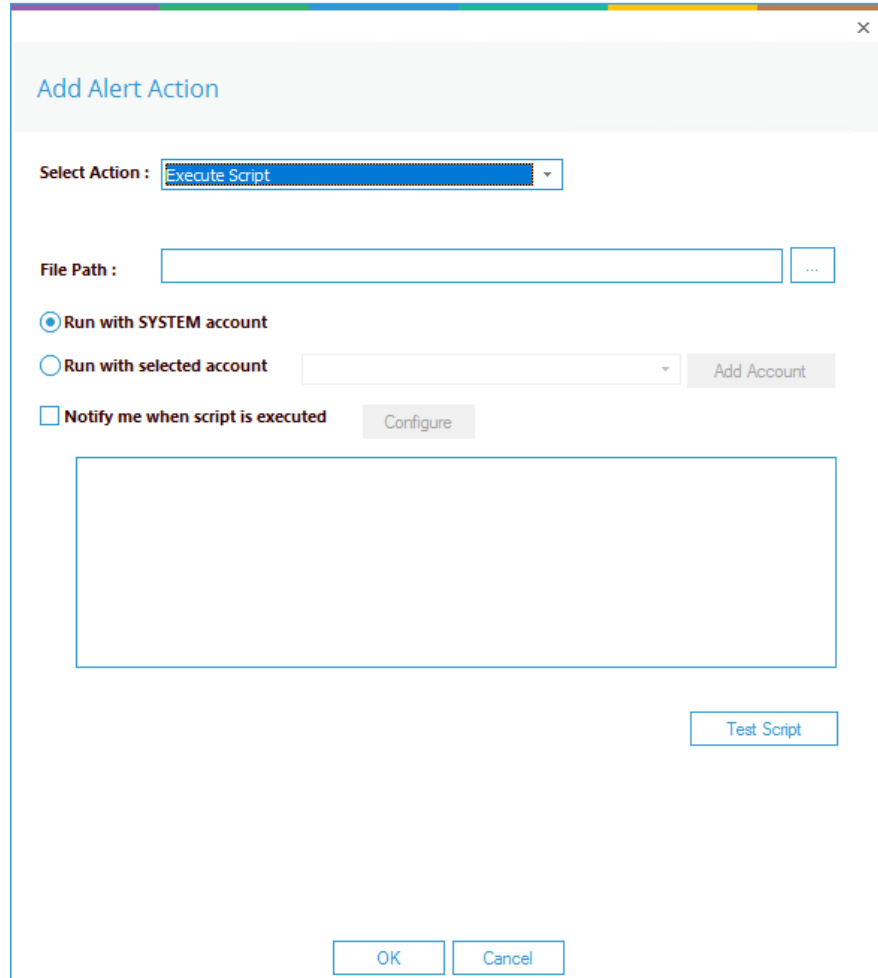 Add Alert Action
Select Action : Execute Script
File Path : ...
Run with SYSTEM account
Run with selected account Add Account
Notify me when script is executed Configure
Test Script
OK Cancel